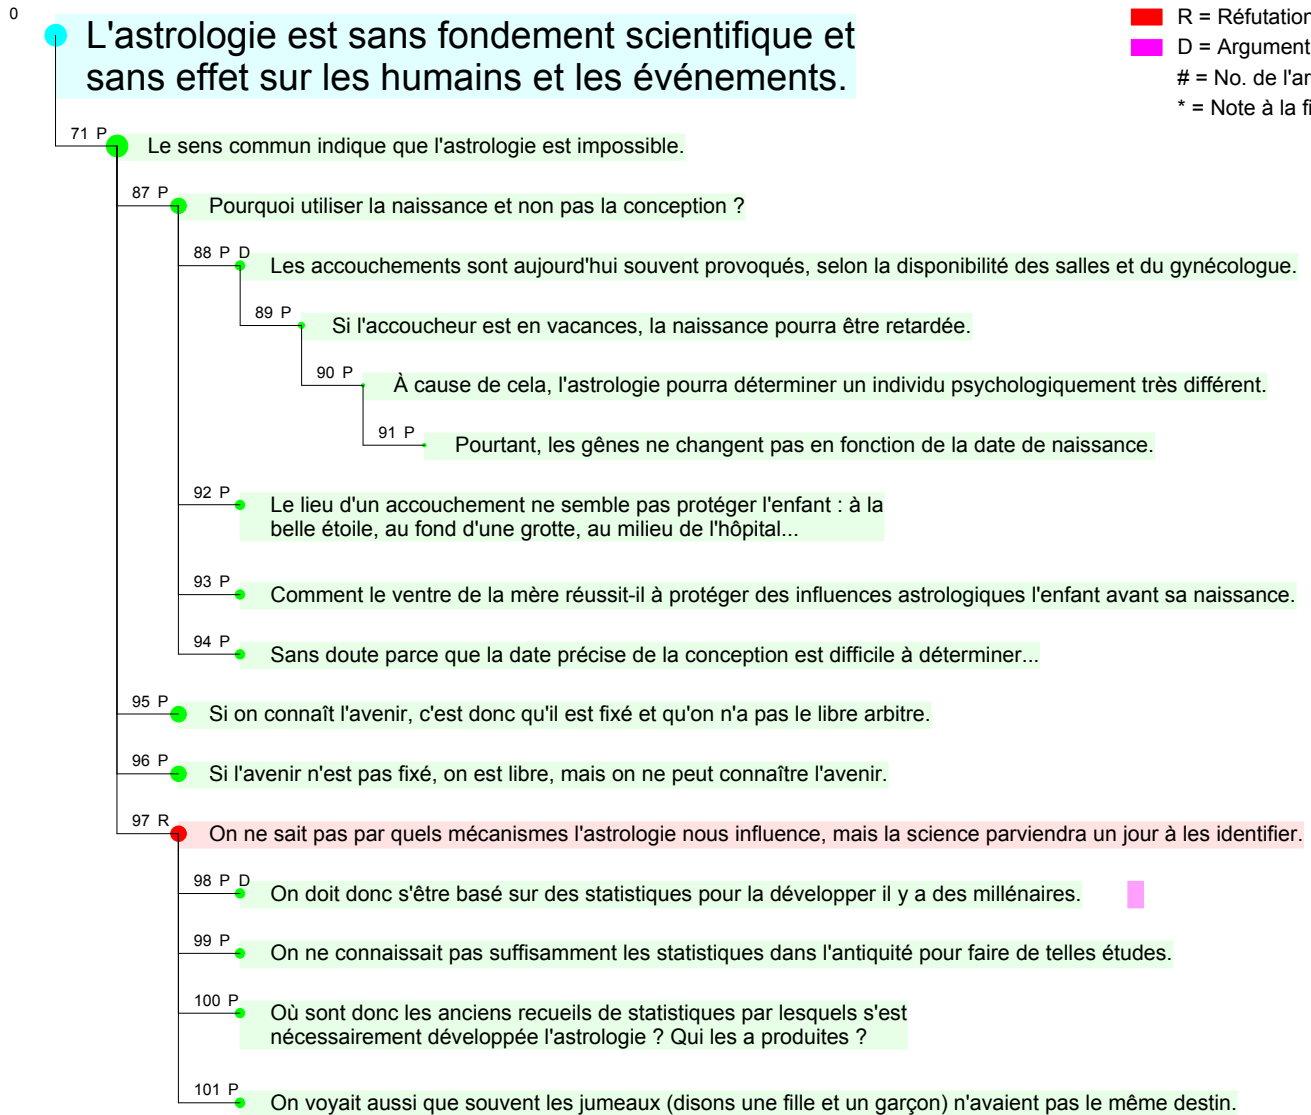 0
L'astrologie est sans fondement scientifique et
sans effet sur les humains et les événements.
R = Réfutation
D = Argument
# = No. de l'ar
* = Note à la fi
71 P
Le sens commun indique que l'astrologie est impossible.
87 P
Pourquoi utiliser la naissance et non pas la conception ?
88 P D
Les accouchements sont aujourd'hui souvent provoqués, selon la disponibilité des salles et du gynécologue.
89 P
Si l'accoucheur est en vacances, la naissance pourra être retardée.
90 P
À cause de cela, l'astrologie pourra déterminer un individu psychologiquement très différent.
91 P
Pourtant, les gênes ne changent pas en fonction de la date de naissance.
92 P
Le lieu d'un accouchement ne semble pas protéger l'enfant : à la
belle étoile, au fond d'une grotte, au milieu de l'hôpital...
93 P
Comment le ventre de la mère réussit-il à protéger des influences astrologiques l'enfant avant sa naissance.
94 P
Sans doute parce que la date précise de la conception est difficile à déterminer...
95 P
Si on connaît l'avenir, c'est donc qu'il est fixé et qu'on n'a pas le libre arbitre.
96 P
Si l'avenir n'est pas fixé, on est libre, mais on ne peut connaître l'avenir.
97 R
On ne sait pas par quels mécanismes l'astrologie nous influence, mais la science parviendra un jour à les identifier.
98 P D
On doit donc s'être basé sur des statistiques pour la développer il y a des millénaires.
99 P
On ne connaissait pas suffisamment les statistiques dans l'antiquité pour faire de telles études.
100 P
Où sont donc les anciens recueils de statistiques par lesquels s'est
nécessairement développée l'astrologie ? Qui les a produites ?
101 P
On voyait aussi que souvent les jumeaux (disons une fille et un garçon) n'avaient pas le même destin.